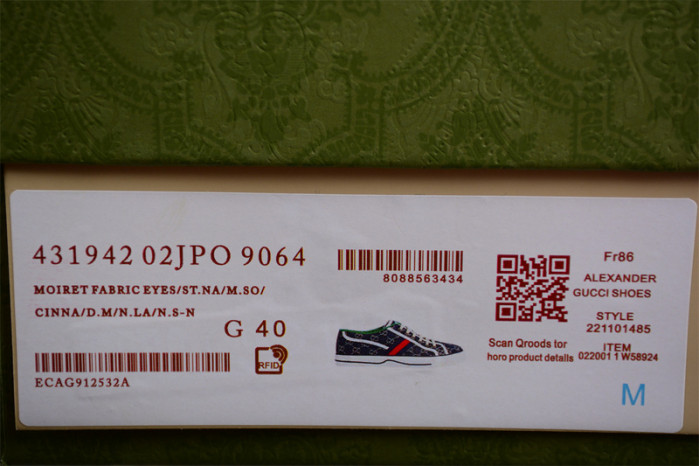 431942 02JPO 9064
MOIRET FABRIC EYES/ST.NA/M.SO/
CINNA/D.M/N.LA/N.S-N
G 40
RFID
ECAG912532A
8088563434
Scan Qroods tor
horo product details
Fr86
ALEXANDER
GUCCI SHOES
STYLE
221101485
ITEM
022001 1 W58924
M